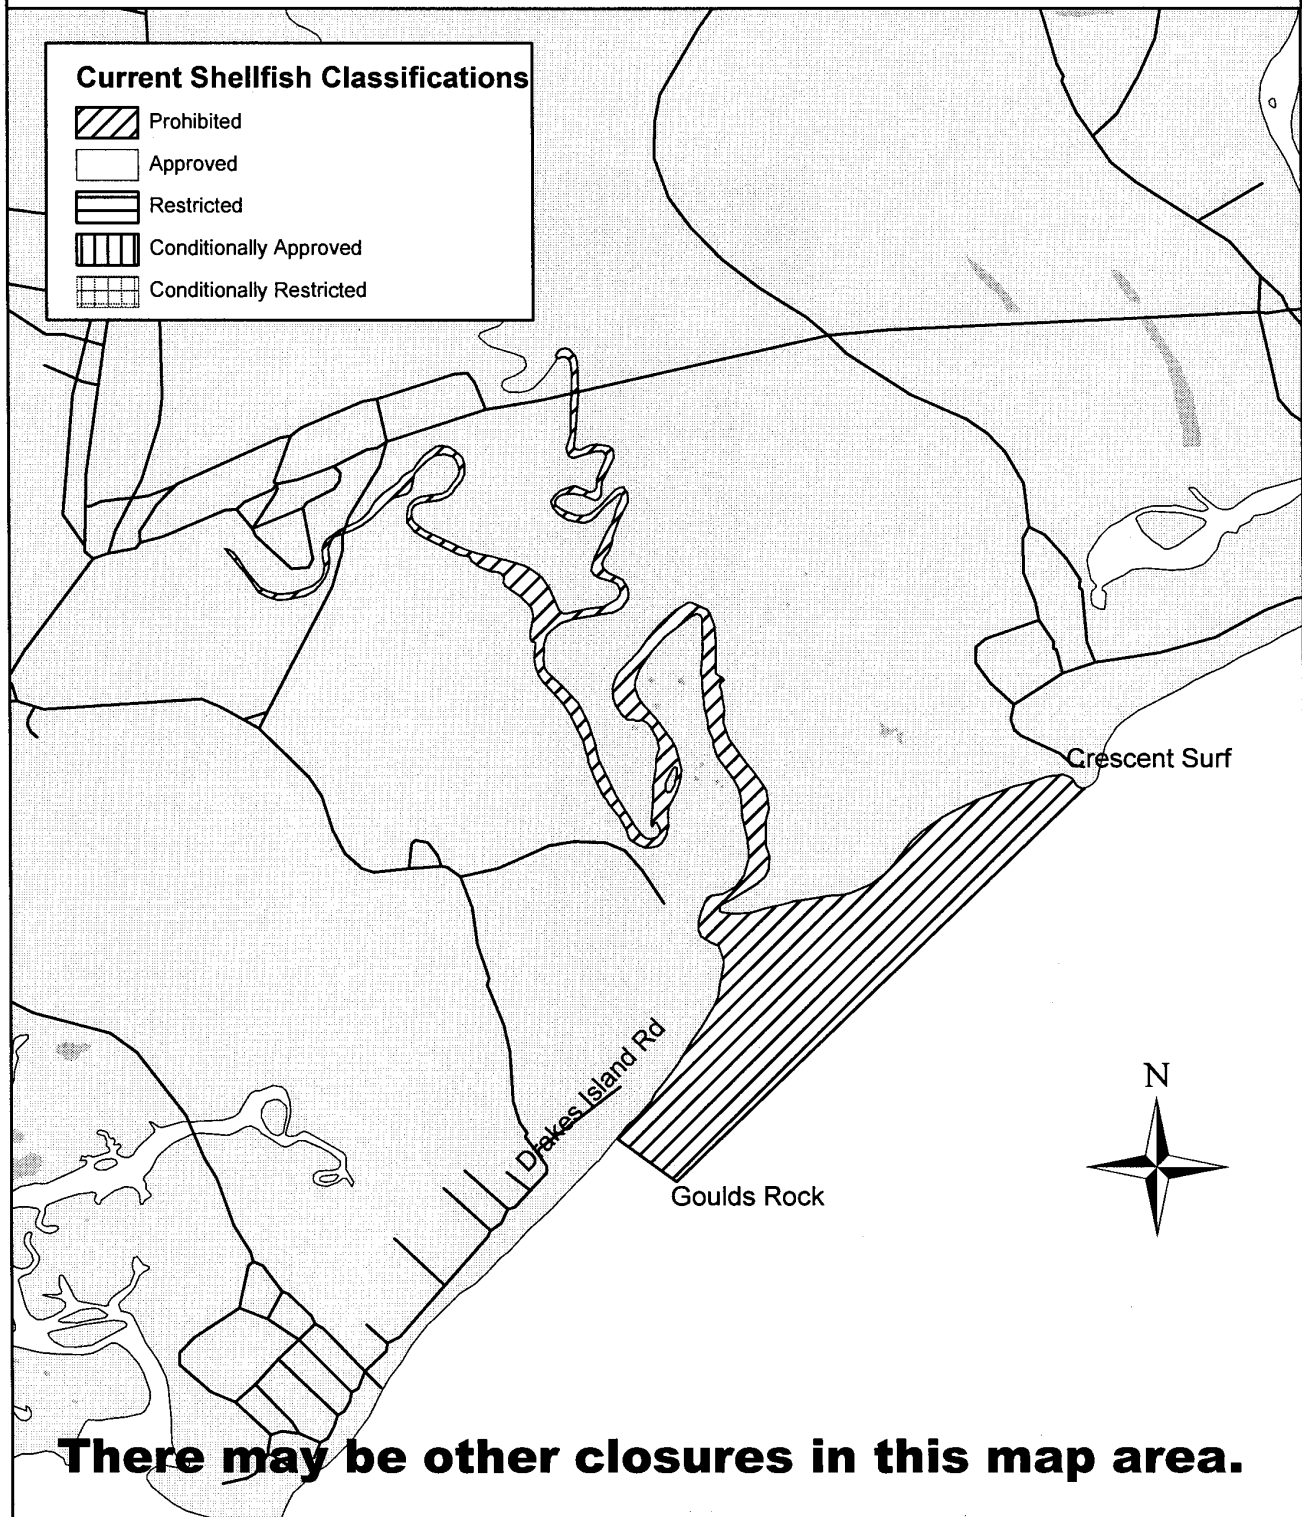 Current Shellfish Classifications
Prohibited
Approved
Restricted
Conditionally Approved
Conditionally Restricted
Crescent Surf
Drakes Island Rd
N
Goulds Rock
There may be other closures in this map area.